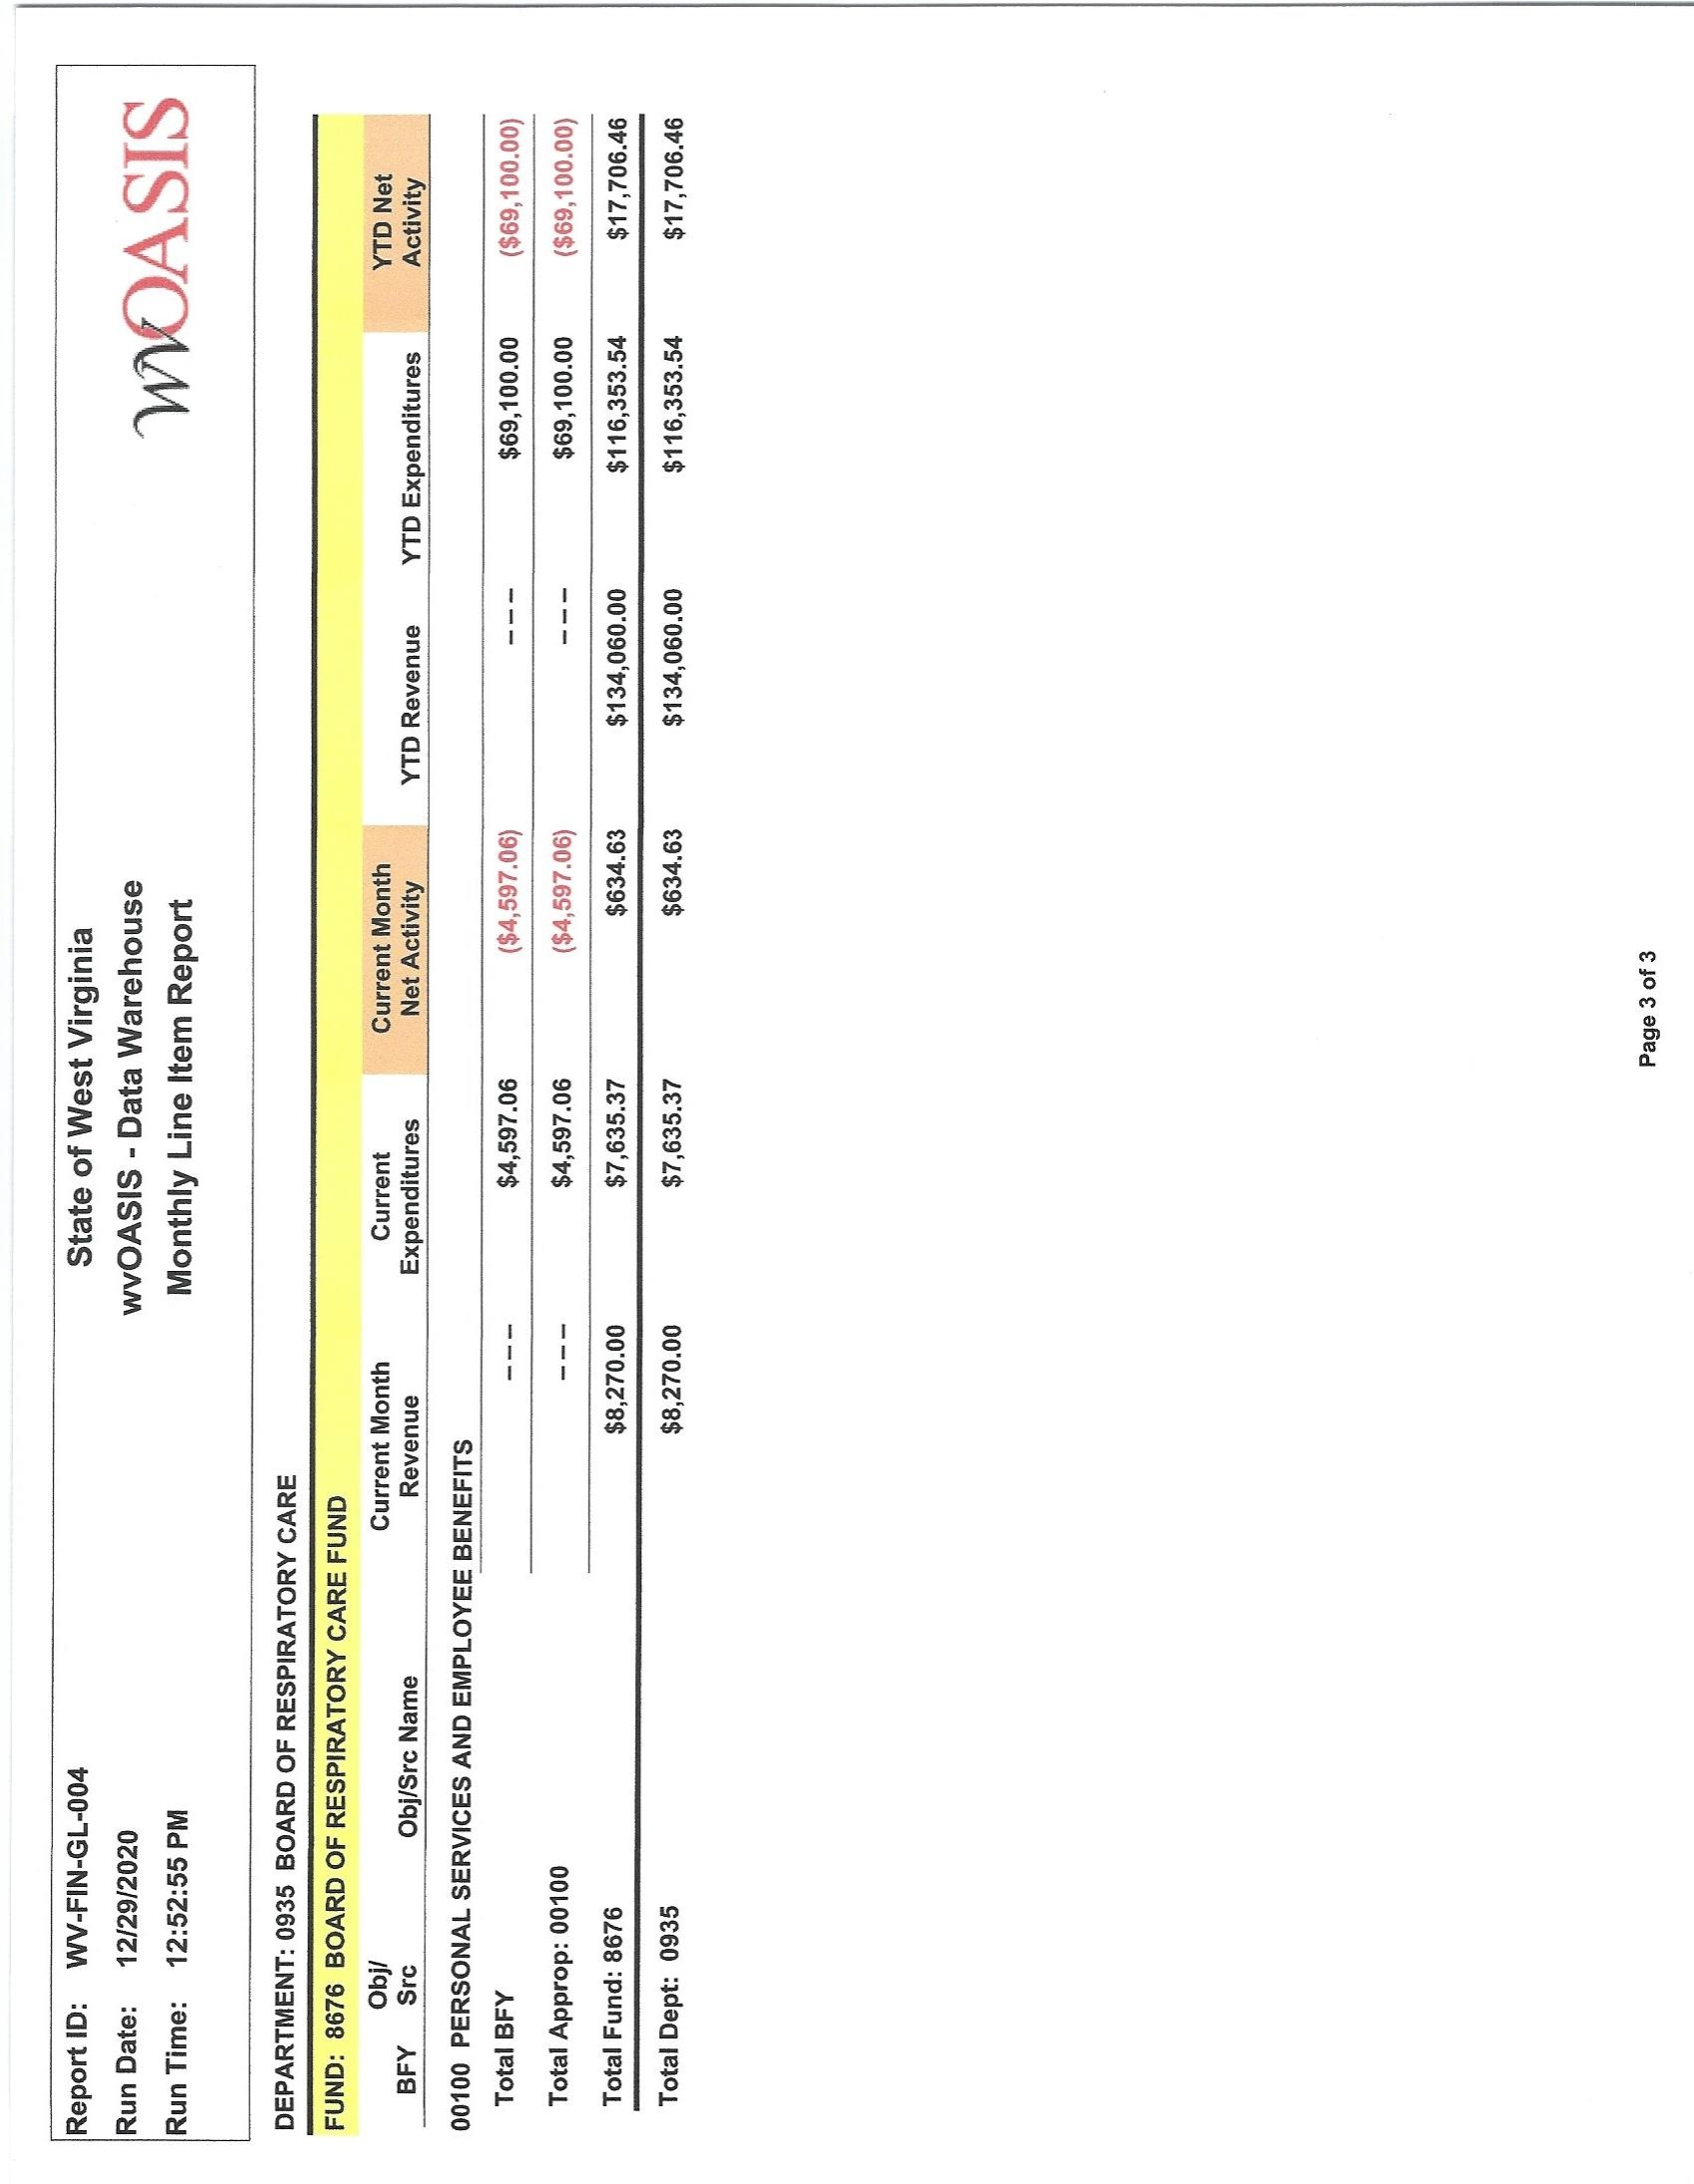 Report ID: WV-FIN-GL-004 State of West Virginia
Run Date: 12/29/2020 wvOASIS - Data Warehouse wvOASIS
Run Time: 12:52:55 PM Monthly Line Item Report
DEPARTMENT: 0935 BOARD OF RESPIRATORY CARE
FUND: 8676 BOARD OF RESPIRATORY CARE FUND
Obj/ Current Month Current Current Month YTD Net
BFY Src Obj/Src Name Revenue Expenditures Net Activity YTD Revenue YTD Expenditures Activity
00100 PERSONAL SERVICES AND EMPLOYEE BENEFITS
Total BFY --- $4,597.06 ($4,597.06) --- $69,100.00 ($69,100.00)
Total Approp: 00100 --- $4,597.06 ($4,597.06) --- $69,100.00 ($69,100.00)
Total Fund: 8676 $8,270.00 $7,635.37 $634.63 $134,060.00 $116,353.54 $17,706.46
Total Dept: 0935 $8,270.00 $7,635.37 $634.63 $134,060.00 $116,353.54 $17,706.46
Page 3 of 3